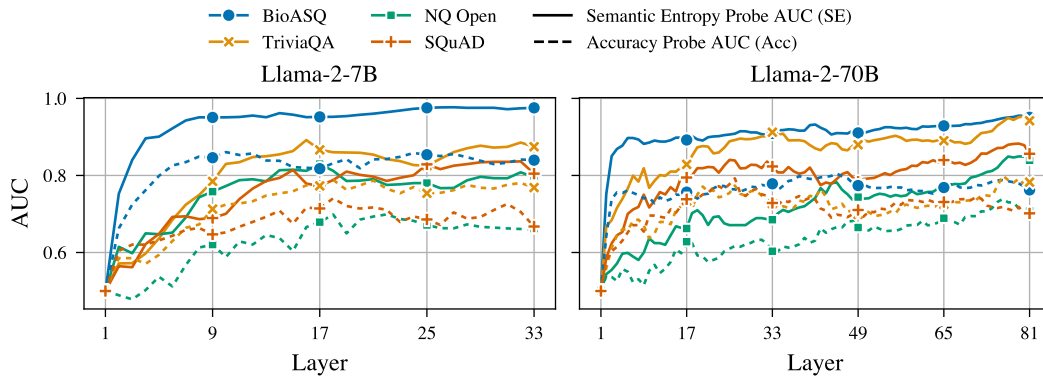 BioASQ NQ Open Semantic Entropy Probe AUC (SE)
TriviaQA SQuAD Accuracy Probe AUC (Acc)
Llama-2-7B Llama-2-70B
1.0
0.8
0.6
AUC
1 9 17 25 33 1 17 33 49 65 81
Layer Layer